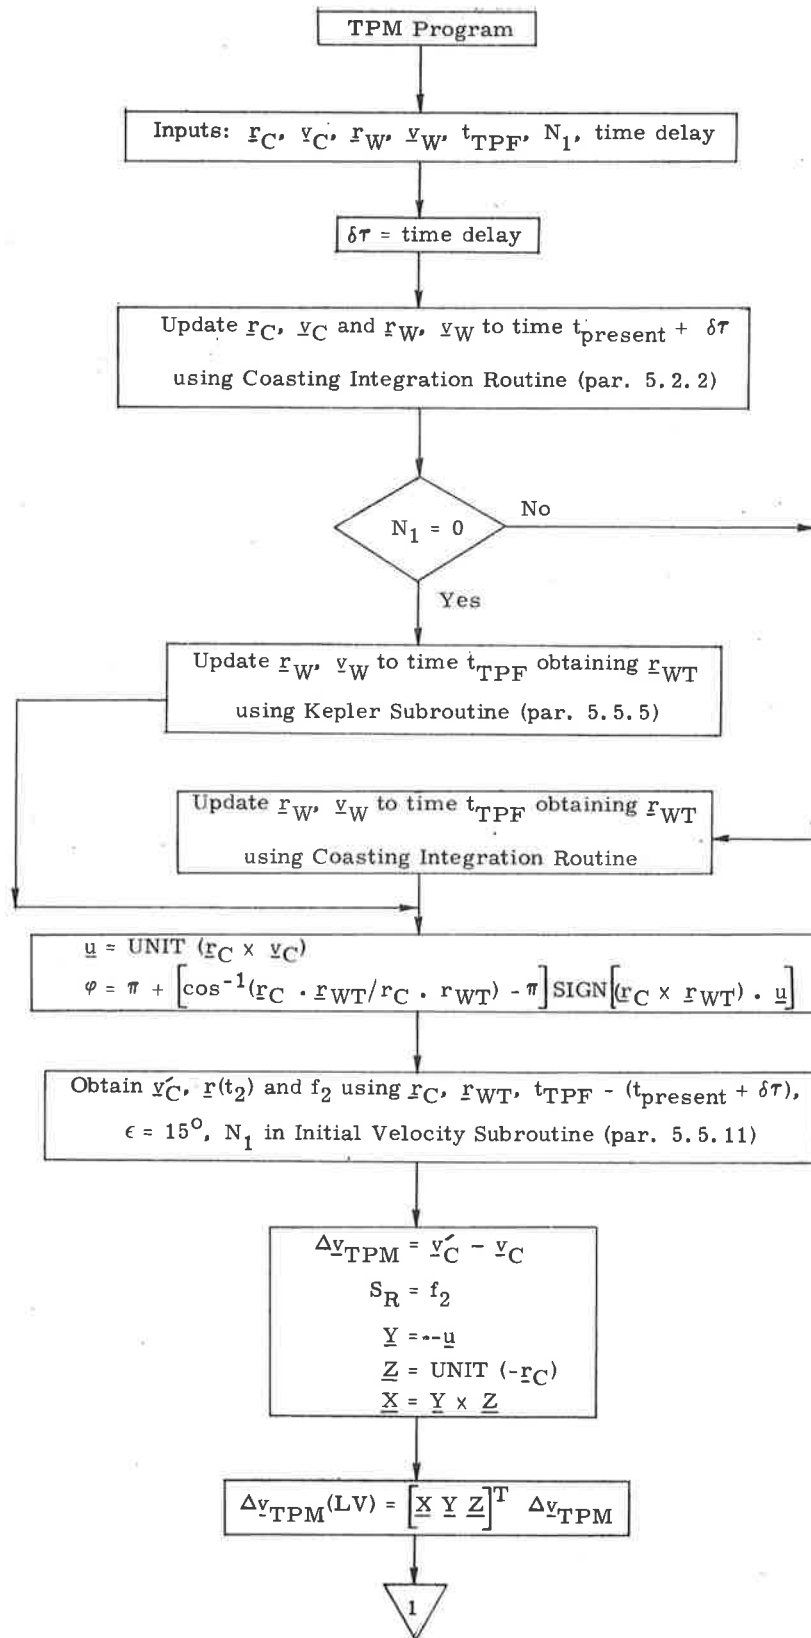 TPM Program
Inputs: r_C, v_C, r_W, v_W, t_TPF, N_1, time delay
δτ = time delay
Update r_C, v_C and r_W, v_W to time t_present + δτ
using Coasting Integration Routine (par. 5.2.2)
N_1 = 0
No
Yes
Update r_W, v_W to time t_TPF obtaining r_WT
using Kepler Subroutine (par. 5.5.5)
Update r_W, v_W to time t_TPF obtaining r_WT
using Coasting Integration Routine
u = UNIT (r_C × v_C)
φ = π + [cos⁻¹(r_C · r_WT/r_C · r_WT) - π] SIGN[(r_C × r_WT) · u]
Obtain v′_C, r(t_2) and f_2 using r_C, r_WT, t_TPF - (t_present + δτ),
ϵ = 15°, N_1 in Initial Velocity Subroutine (par. 5.5.11)
Δv_TPM = v′_C - v_C
S_R = f_2
Y = -u
Z = UNIT (-r_C)
X = Y × Z
Δv_TPM(LV) = [X Y Z]^T Δv_TPM
1